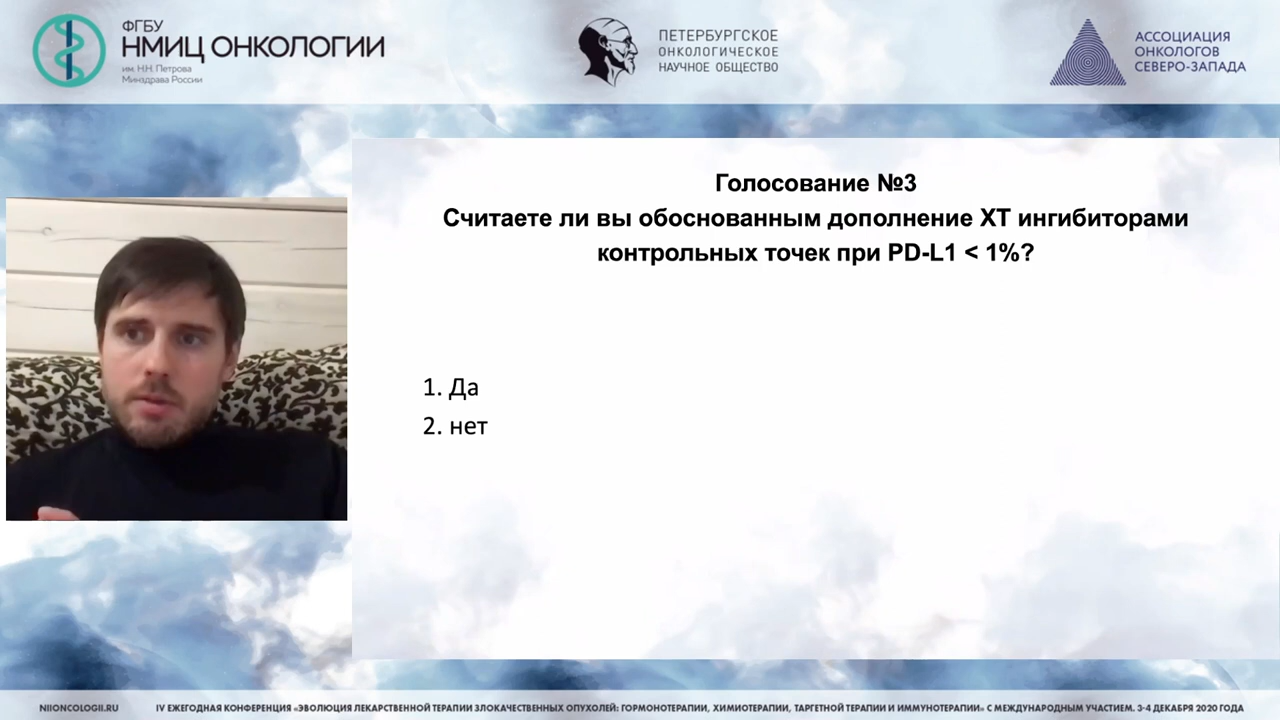 ФГБУ
НМИЦ ОНКОЛОГИИ
им. Н.Н. Петрова
Минздрава России
ПЕТЕРБУРГСКОЕ
ОНКОЛОГИЧЕСКОЕ
НАУЧНОЕ ОБЩЕСТВО
АССОЦИАЦИЯ
ОНКОЛОГОВ
СЕВЕРО-ЗАПАДА
Голосование №3
Считаете ли вы обоснованным дополнение ХТ ингибиторами
контрольных точек при PD-L1 < 1%?
1. Да
2. нет
NIIONCOLOGII.RU
IV ЕЖЕГОДНАЯ КОНФЕРЕНЦИЯ «ЭВОЛЮЦИЯ ЛЕКАРСТВЕННОЙ ТЕРАПИИ ЗЛОКАЧЕСТВЕННЫХ ОПУХОЛЕЙ: ГОРМОНОТЕРАПИИ, ХИМИОТЕРАПИИ, ТАРГЕТНОЙ ТЕРАПИИ И ИММУНОТЕРАПИИ» С МЕЖДУНАРОДНЫМ УЧАСТИЕМ. 3-4 ДЕКАБРЯ 2020 ГОДА